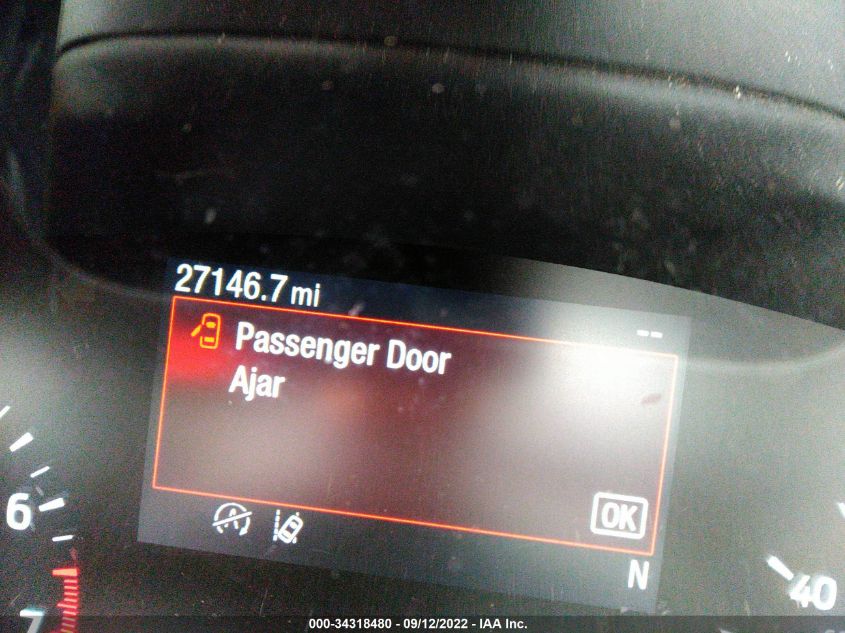 27146.7 mi
--
Passenger Door
Ajar
OK
N
6
7
40
000-34318480 - 09/12/2022 - IAA Inc.